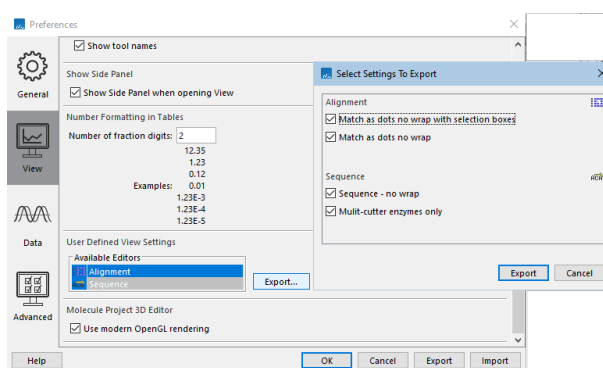 Preferences
General
View
Data
Advanced
Show tool names
Show Side Panel
Show Side Panel when opening View
Number Formatting in Tables
Number of fraction digits: 2
12.35
1.23
0.12
Examples: 0.01
1.23E-3
1.23E-4
1.23E-5
User Defined View Settings
Available Editors
Alignment
Sequence
Export...
Molecule Project 3D Editor
Use modern OpenGL rendering
Help
OK Cancel Export Import
Select Settings To Export
Alignment
Match as dots no wrap with selection boxes
Match as dots no wrap
Sequence
Sequence - no wrap
Mulit-cutter enzymes only
Export Cancel